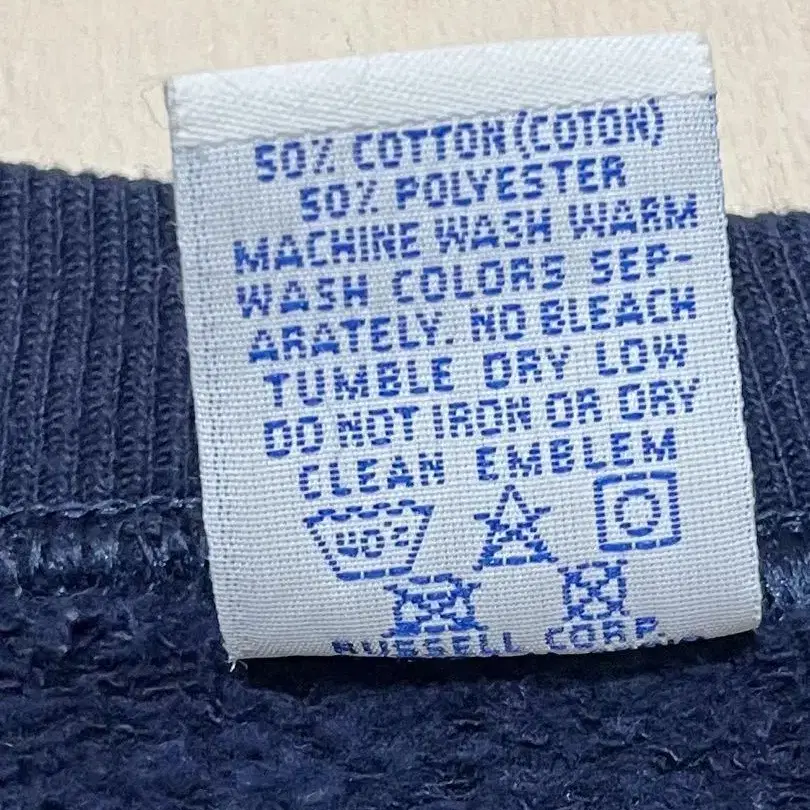 50% COTTON(COTON)
50% POLYESTER
MACHINE WASH WARM
WASH COLORS SEP-
ARATELY. NO BLEACH
TUMBLE DRY LOW
DO NOT IRON OR DRY
CLEAN EMBLEM
40°
RUSSELL CORP.